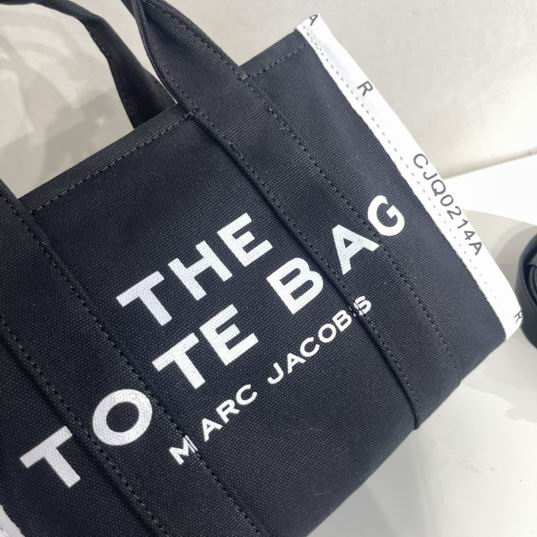 THE
TOTE BAG
MARC JACOBS
A
R
CJQ0214A
R